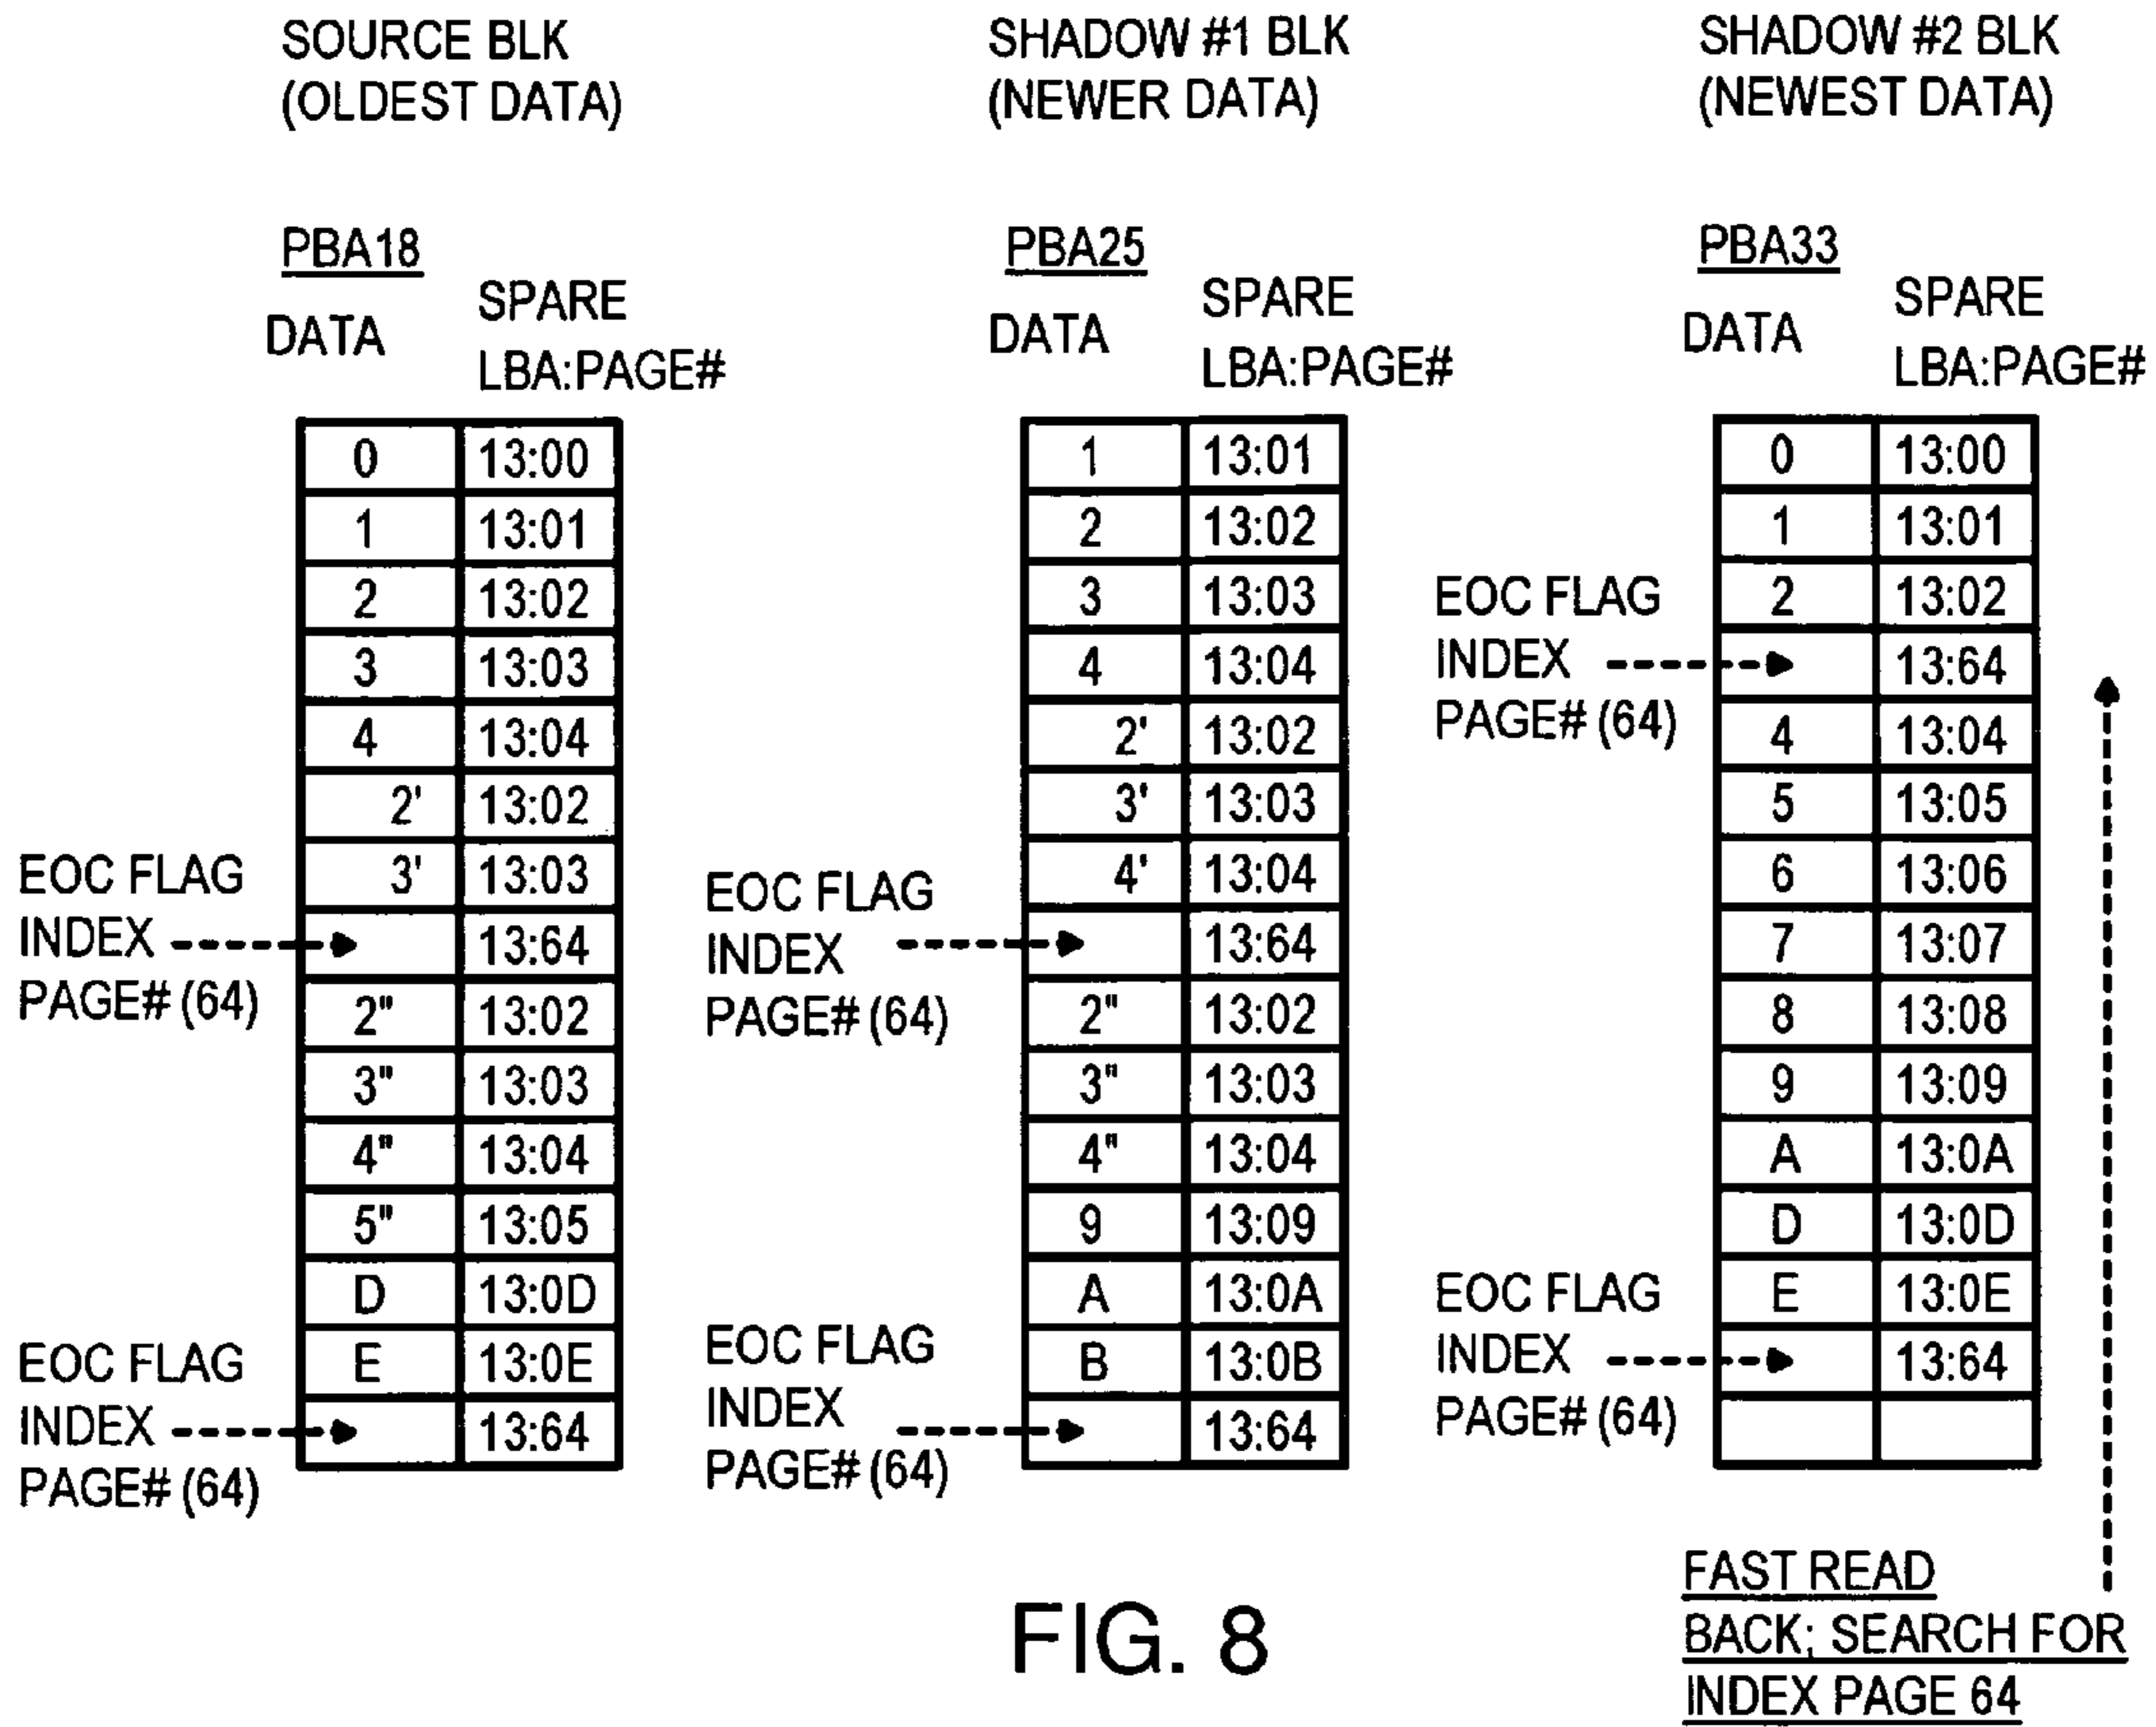 SOURCE BLK
(OLDEST DATA)
SHADOW #1 BLK
(NEWER DATA)
SHADOW #2 BLK
(NEWEST DATA)
PBA18
DATA
SPARE
LBA:PAGE#
0 13:00
1 13:01
2 13:02
3 13:03
4 13:04
2' 13:02
3' 13:03
13:64
2" 13:02
3" 13:03
4" 13:04
5" 13:05
D 13:0D
E 13:0E
13:64
EOC FLAG
INDEX
PAGE# (64)
EOC FLAG
INDEX
PAGE# (64)
PBA25
DATA
SPARE
LBA:PAGE#
1 13:01
2 13:02
3 13:03
4 13:04
2' 13:02
3' 13:03
4' 13:04
13:64
2" 13:02
3" 13:03
4" 13:04
9 13:09
A 13:0A
B 13:0B
13:64
EOC FLAG
INDEX
PAGE# (64)
EOC FLAG
INDEX
PAGE# (64)
PBA33
DATA
SPARE
LBA:PAGE#
0 13:00
1 13:01
2 13:02
13:64
4 13:04
5 13:05
6 13:06
7 13:07
8 13:08
9 13:09
A 13:0A
D 13:0D
E 13:0E
13:64
EOC FLAG
INDEX
PAGE# (64)
EOC FLAG
INDEX
PAGE# (64)
FAST READ
BACK; SEARCH FOR
INDEX PAGE 64
FIG. 8